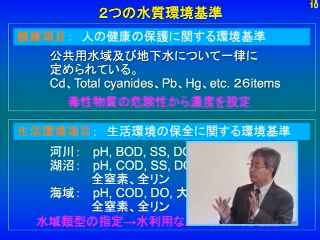 10
２つの水質環境基準
健康項目： 人の健康の保護に関する環境基準
公共用水域及び地下水について一律に
定められている。
Cd、Total cyanides、Pb、Hg、etc. ２６items
毒性物質の危険性から濃度を設定
生活環境項目： 生活環境の保全に関する環境基準
河川： pH, BOD, SS, DO
湖沼： pH, COD, SS, DO
全窒素、全リン
海域： pH, COD, DO, 大
全窒素、全リン
水域類型の指定→水利用な